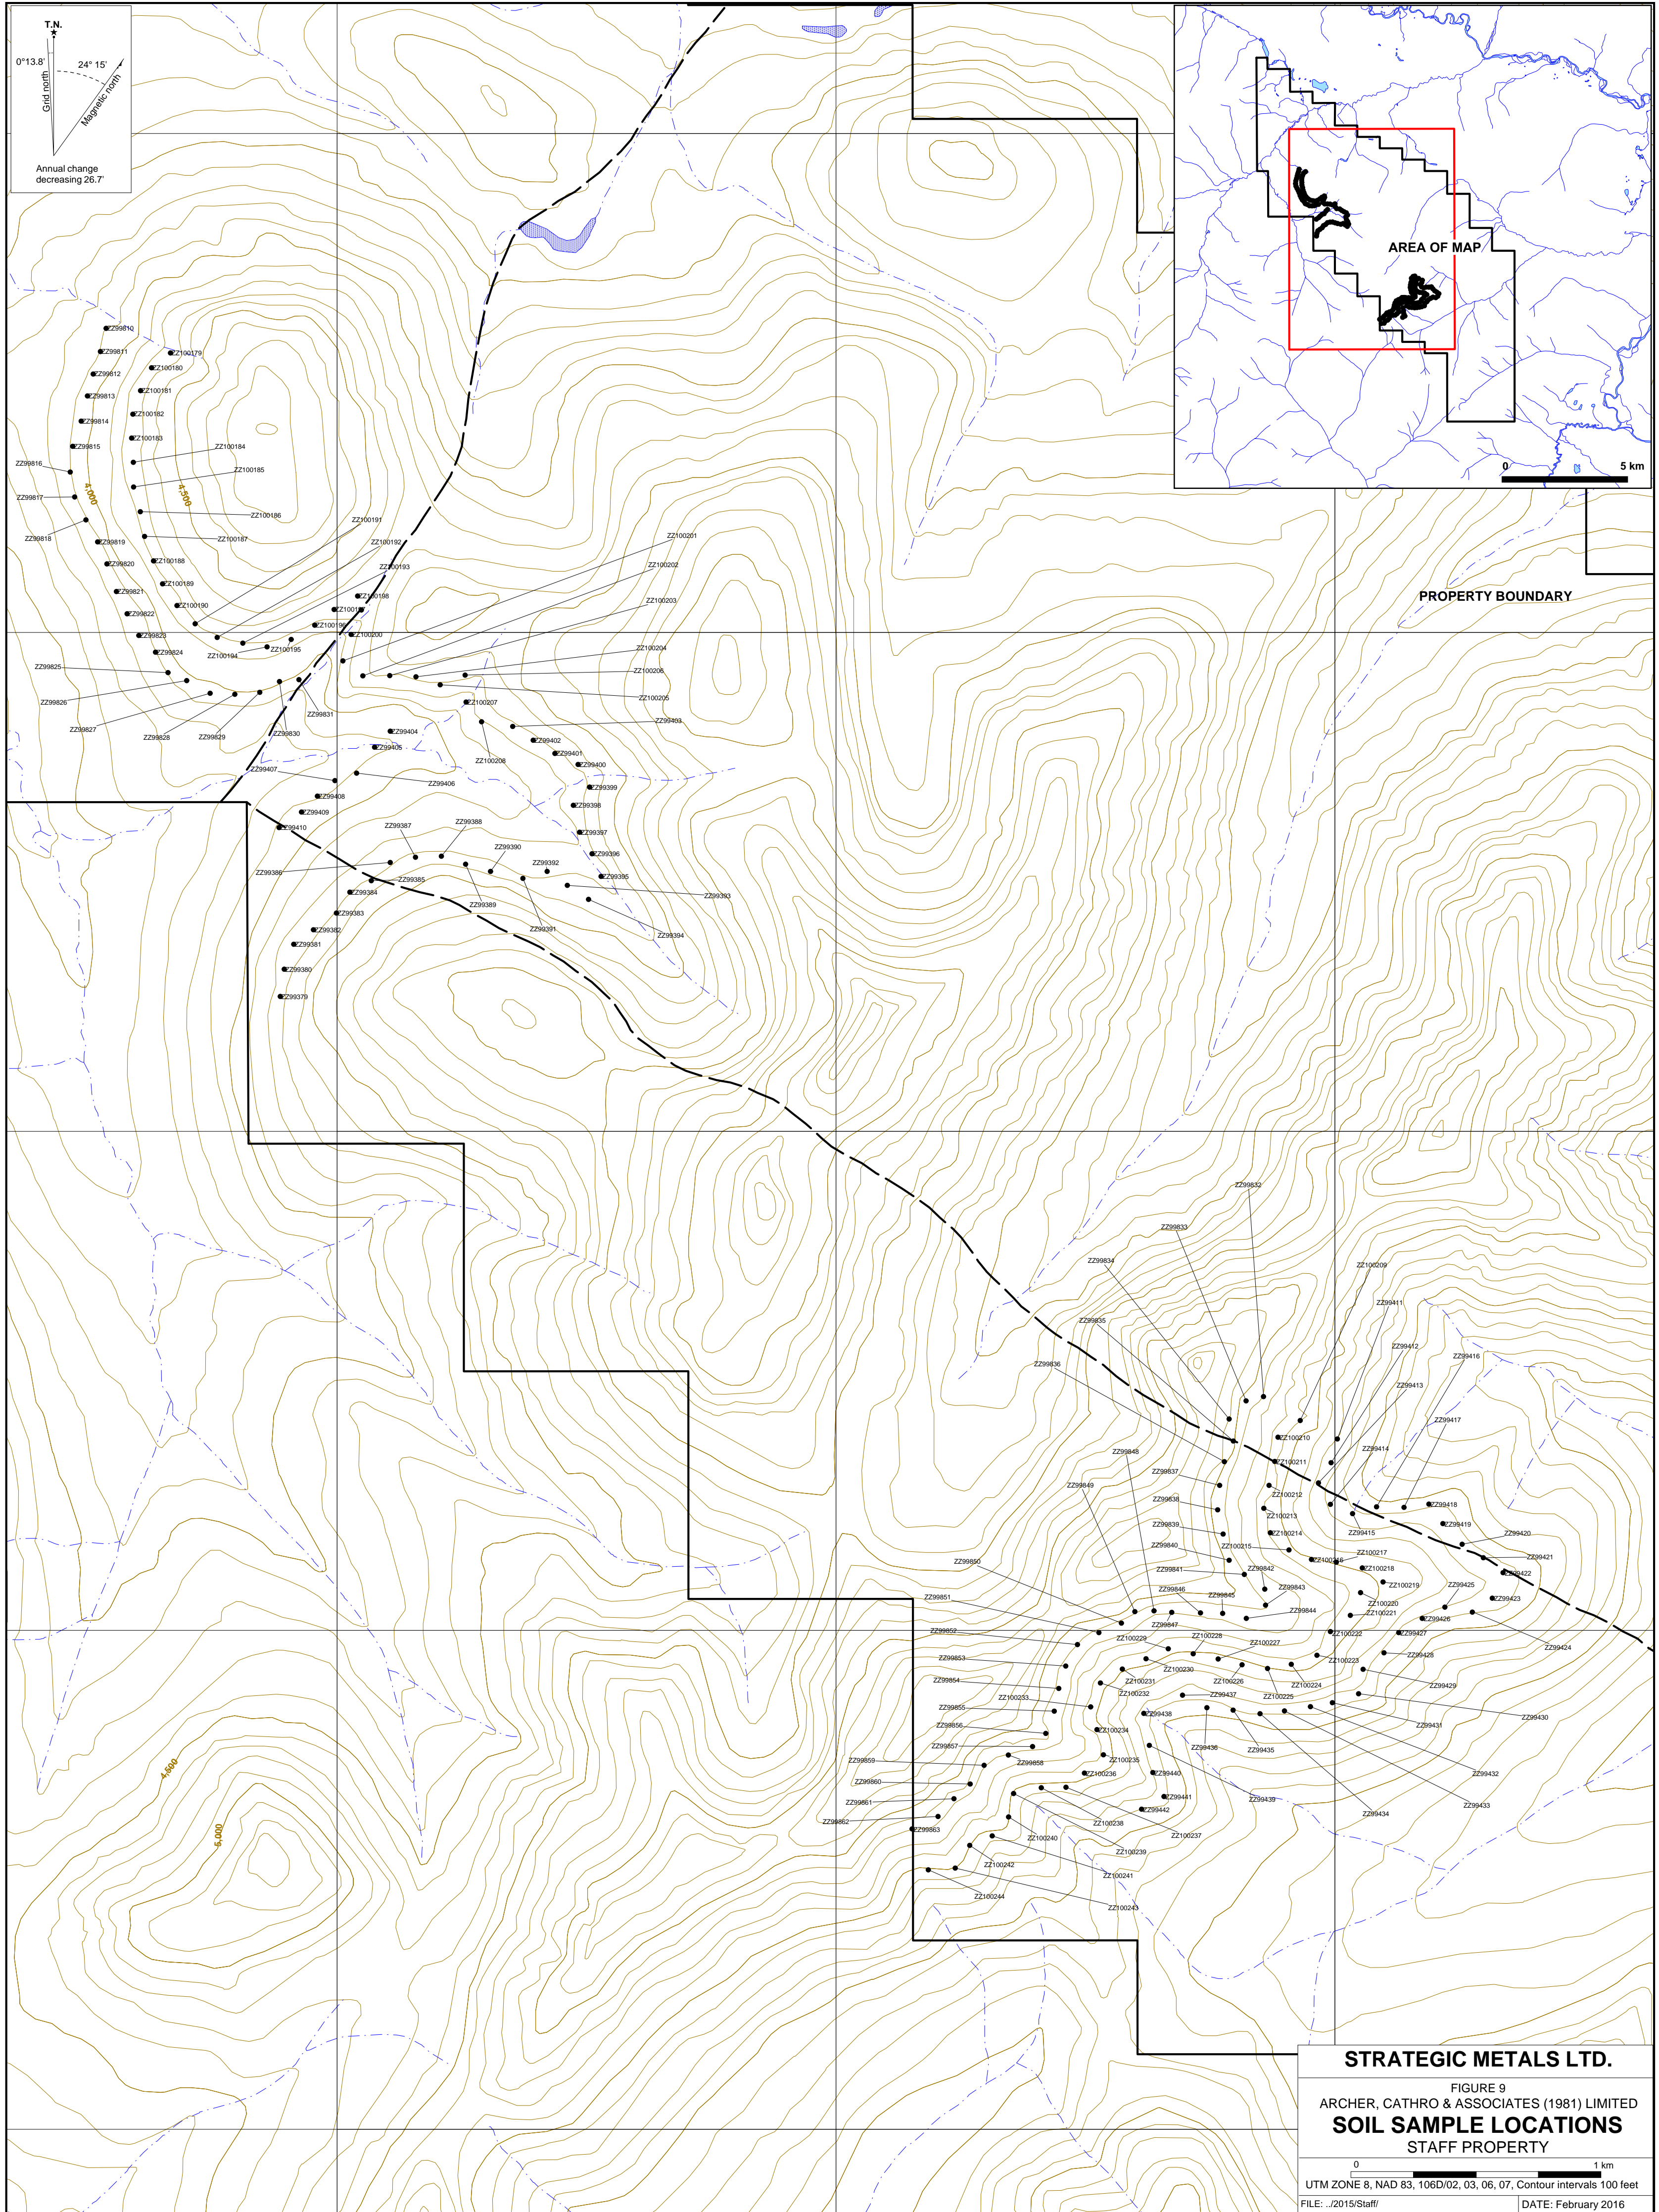 T.N.
0°13.8'
24° 15'
Grid north
Magnetic north
Annual change
decreasing 26.7'
AREA OF MAP
0
5 km
PROPERTY BOUNDARY
ZZ99810
ZZ99811
ZZ99812
ZZ99813
ZZ99814
ZZ99815
ZZ99816
ZZ99817
ZZ99818
ZZ99819
ZZ99820
ZZ99821
ZZ99822
ZZ99823
ZZ99824
ZZ99825
ZZ99826
ZZ99827
ZZ99828
ZZ99829
ZZ99830
ZZ99831
4,000
4,500
ZZ100179
ZZ100180
ZZ100181
ZZ100182
ZZ100183
ZZ100184
ZZ100185
ZZ100186
ZZ100187
ZZ100188
ZZ100189
ZZ100190
ZZ100191
ZZ100192
ZZ100193
ZZ100194
ZZ100195
ZZ100196
ZZ100198
ZZ100200
ZZ100201
ZZ100202
ZZ100203
ZZ100204
ZZ100206
ZZ100205
ZZ100207
ZZ100208
ZZ99403
ZZ99402
ZZ99401
ZZ99400
ZZ99399
ZZ99398
ZZ99397
ZZ99396
ZZ99395
ZZ99404
ZZ99405
ZZ99406
ZZ99407
ZZ99408
ZZ99409
ZZ99410
ZZ99387
ZZ99388
ZZ99390
ZZ99392
ZZ99386
ZZ99385
ZZ99384
ZZ99389
ZZ99391
ZZ99393
ZZ99394
ZZ99383
ZZ99382
ZZ99381
ZZ99380
ZZ99379
ZZ99832
ZZ99833
ZZ99834
ZZ99835
ZZ99836
ZZ100209
ZZ99411
ZZ99412
ZZ99413
ZZ99416
ZZ99417
ZZ99414
ZZ100210
ZZ100211
ZZ100212
ZZ100213
ZZ100214
ZZ100215
ZZ100216
ZZ100217
ZZ100218
ZZ100219
ZZ100220
ZZ100221
ZZ100222
ZZ100223
ZZ100224
ZZ100225
ZZ100226
ZZ100227
ZZ100228
ZZ100229
ZZ100230
ZZ100231
ZZ100232
ZZ100233
ZZ100234
ZZ100235
ZZ100236
ZZ100237
ZZ100238
ZZ100239
ZZ100240
ZZ100241
ZZ100242
ZZ100243
ZZ100244
ZZ99415
ZZ99418
ZZ99419
ZZ99420
ZZ99421
ZZ99422
ZZ99423
ZZ99424
ZZ99425
ZZ99426
ZZ99427
ZZ99428
ZZ99429
ZZ99430
ZZ99431
ZZ99432
ZZ99433
ZZ99434
ZZ99435
ZZ99436
ZZ99437
ZZ99438
ZZ99439
ZZ99440
ZZ99441
ZZ99442
ZZ99837
ZZ99838
ZZ99839
ZZ99840
ZZ99841
ZZ99842
ZZ99843
ZZ99844
ZZ99845
ZZ99846
ZZ99847
ZZ99848
ZZ99849
ZZ99850
ZZ99851
ZZ99852
ZZ99853
ZZ99854
ZZ99855
ZZ99856
ZZ99857
ZZ99858
ZZ99859
ZZ99860
ZZ99861
ZZ99862
ZZ99863
4,500
5,000
STRATEGIC METALS LTD.
FIGURE 9
ARCHER, CATHRO & ASSOCIATES (1981) LIMITED
SOIL SAMPLE LOCATIONS
STAFF PROPERTY
0
1 km
UTM ZONE 8, NAD 83, 106D/02, 03, 06, 07, Contour intervals 100 feet
FILE: ../2015/Staff/
DATE: February 2016